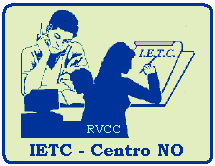 I.E.T.C.
RVCC
IETC - Centro NO